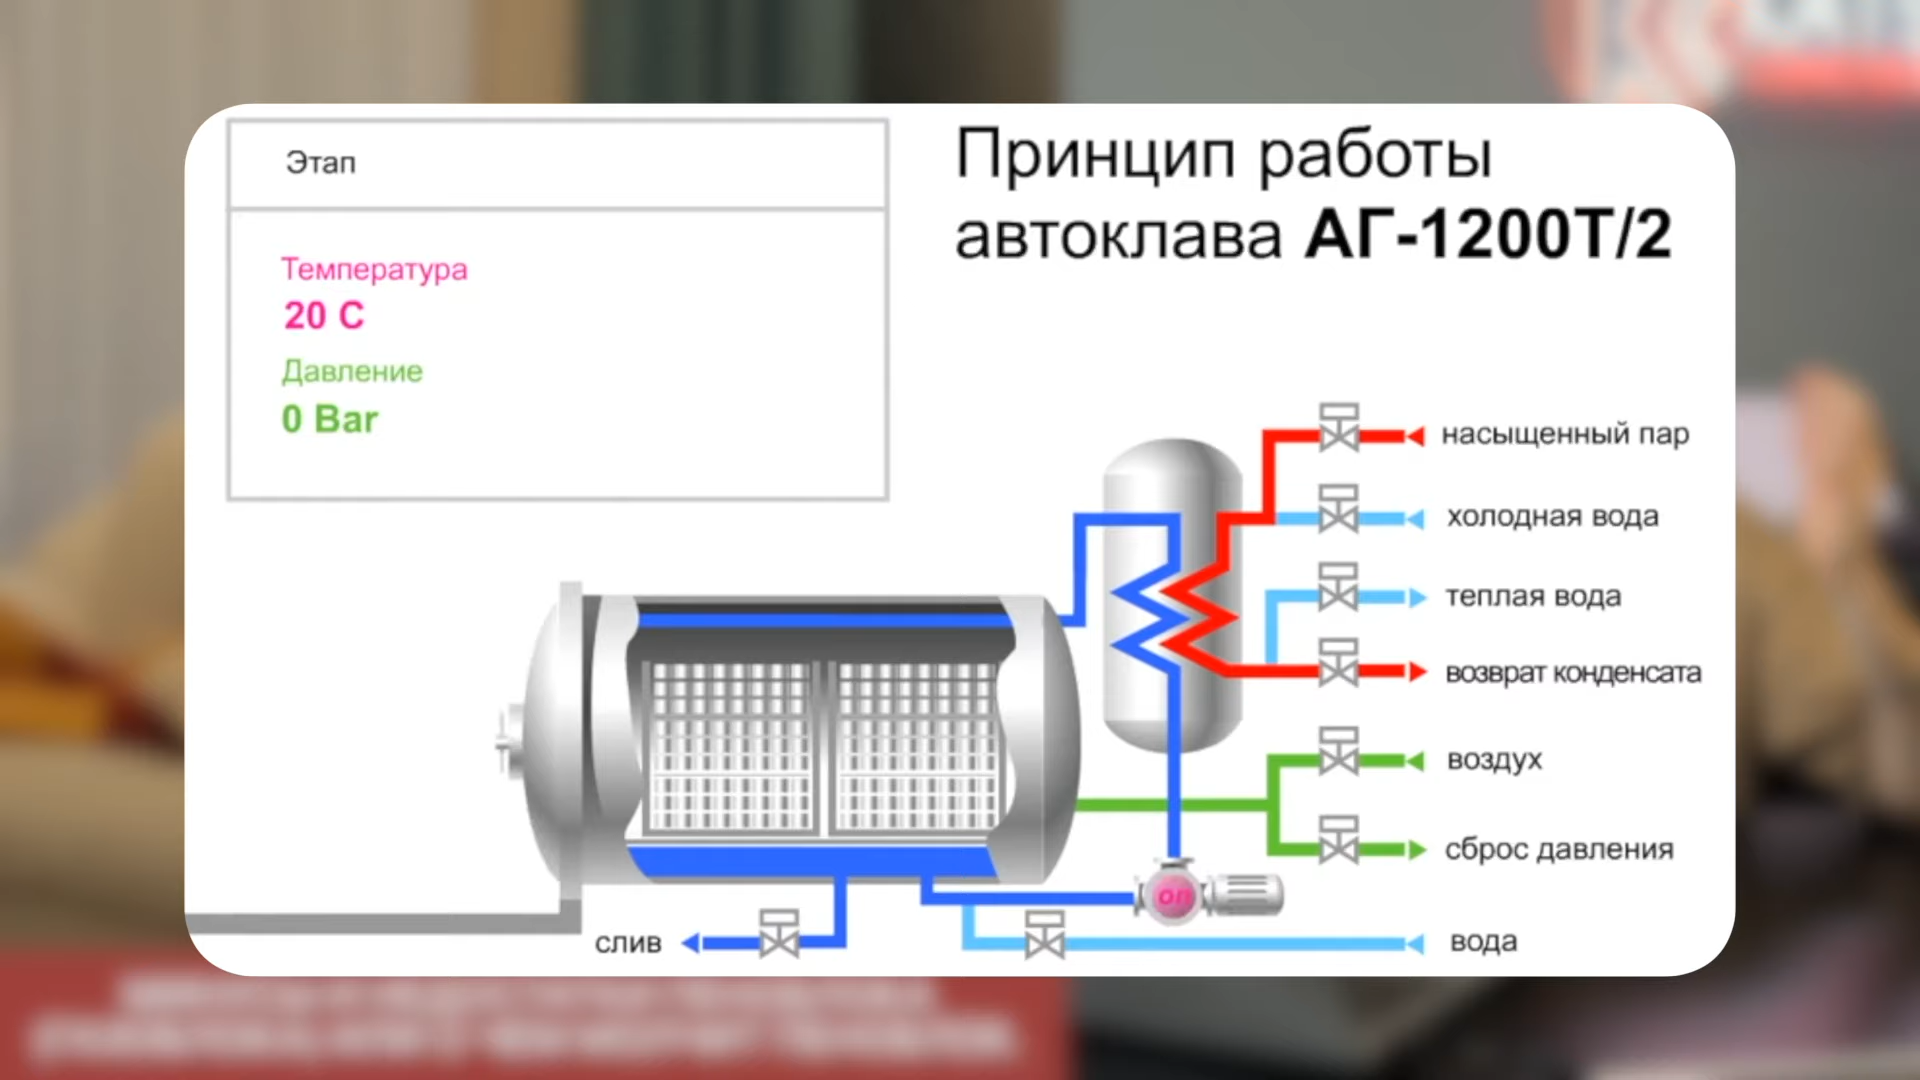 Этап
Температура
20 C
Давление
0 Bar
Принцип работы
автоклава АГ-1200Т/2
насыщенный пар
холодная вода
теплая вода
возврат конденсата
воздух
сброс давления
on
слив
вода